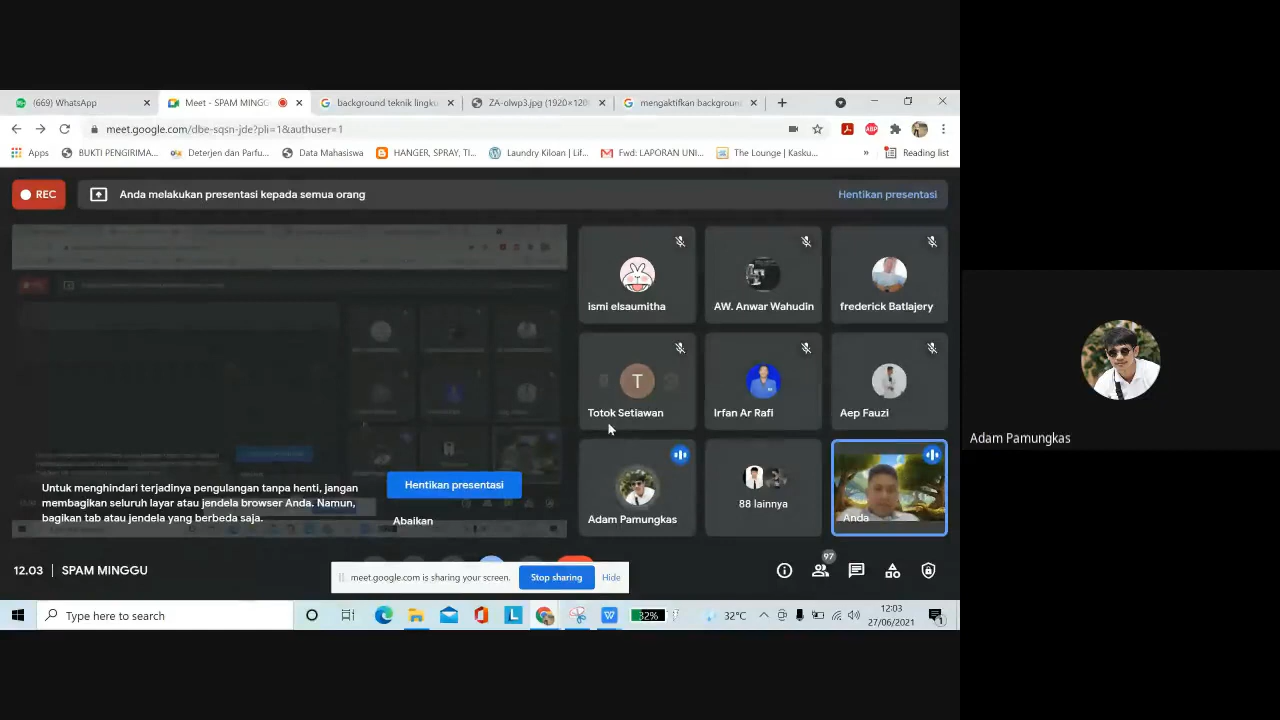 (669) WhatsApp
Meet - SPAM MINGGU
background teknik lingku
ZA-olwp3.jpg (1920×120
mengaktifkan background
meet.google.com/dbe-sqsn-jde?pli=1&authuser=1
Apps
BUKTI PENGIRIMA...
Deterjen dan Parfu...
Data Mahasiswa
HANGER, SPRAY, TI...
Laundry Kiloan | Lif...
Fwd: LAPORAN UNI...
The Lounge | Kasku...
»
Reading list
REC
Anda melakukan presentasi kepada semua orang
Hentikan presentasi
ismi elsaumitha
AW. Anwar Wahudin
frederick Batlajery
T
Totok Setiawan
Irfan Ar Rafi
Aep Fauzi
Adam Pamungkas
88 lainnya
Anda
Untuk menghindari terjadinya pengulangan tanpa henti, jangan
membagikan seluruh layar atau jendela browser Anda. Namun,
bagikan tab atau jendela yang berbeda saja.
Hentikan presentasi
Abaikan
Adam Pamungkas
12.03 | SPAM MINGGU
97
meet.google.com is sharing your screen.
Stop sharing
Hide
Type here to search
32%
32°C
12:03
27/06/2021